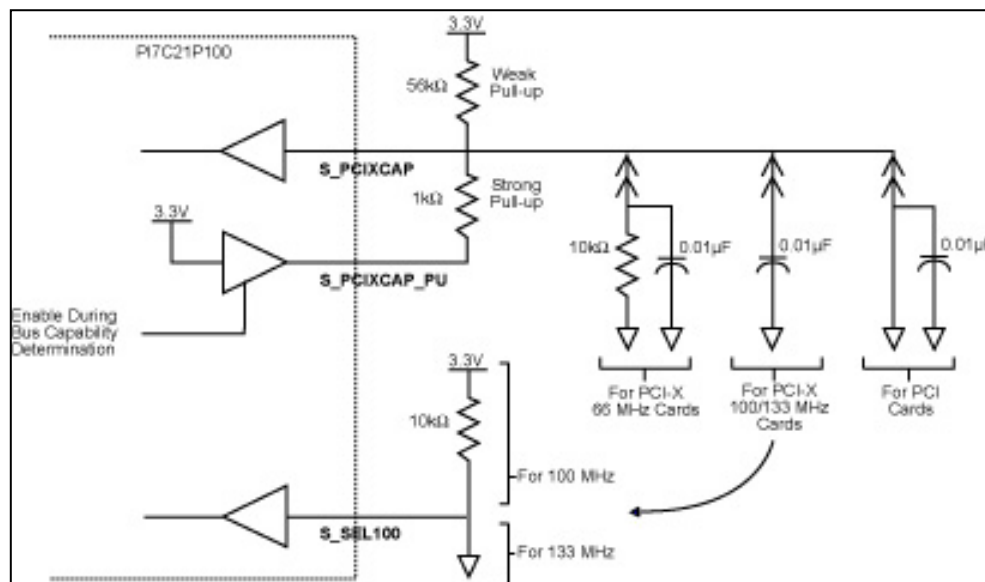 3.3V
PI7C21P100
56kΩ
Weak
Pull-up
S_PCIXCAP
Strong
Pull-up
1kΩ
3.3V
S_PCIXCAP_PU
Enable During
Bus Capability
Determination
10kΩ
0.01µF
0.01µF
0.01µF
For PCI-X
66 MHz Cards
For PCI-X
100/133 MHz
Cards
For PCI
Cards
3.3V
10kΩ
For 100 MHz
S_SEL100
For 133 MHz